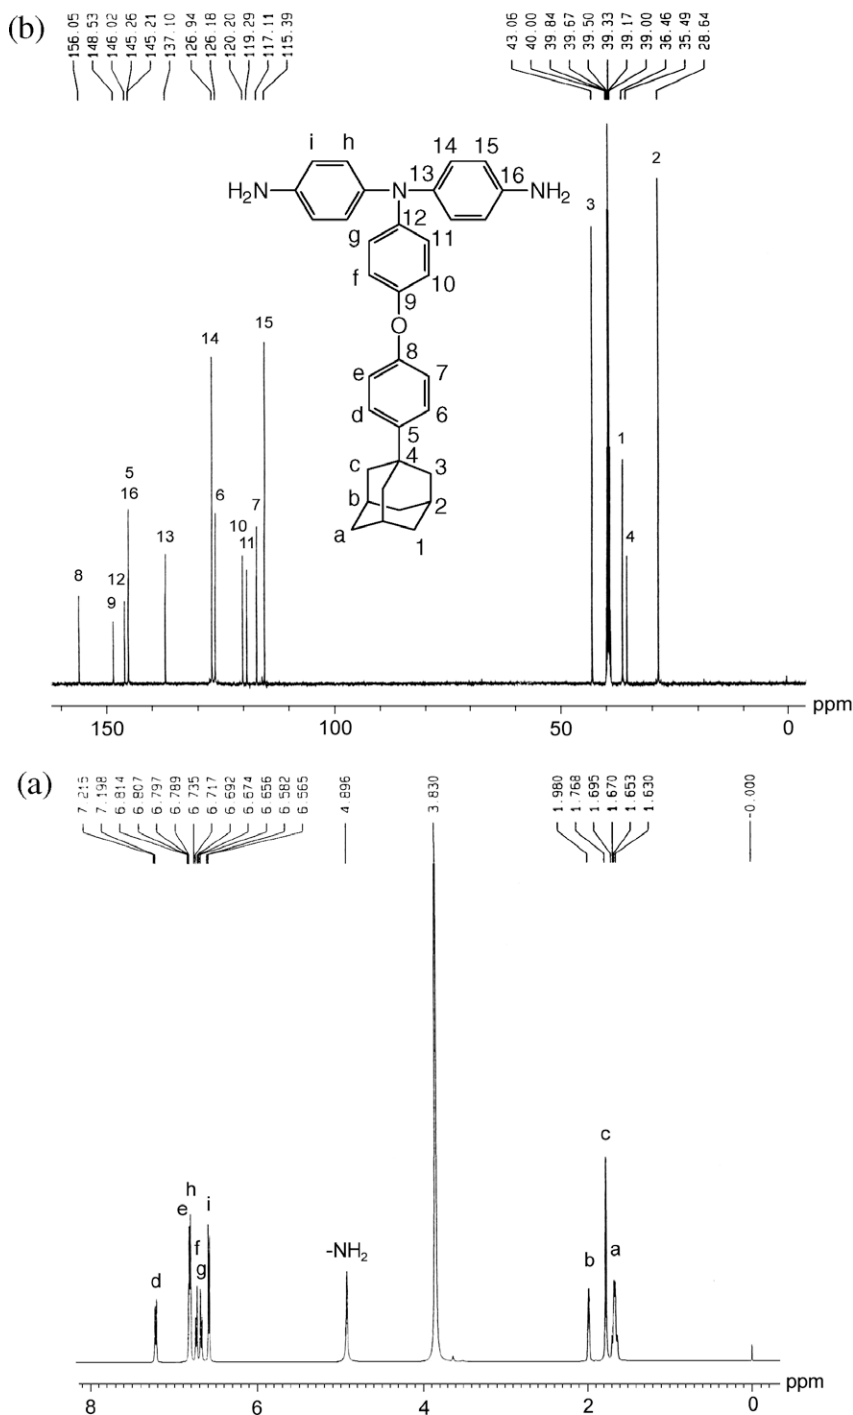 (b)
156.05
148.53
146.02
145.26
145.21
137.10
126.94
126.18
120.20
119.29
117.11
115.39
43.06
40.00
39.84
39.67
39.50
39.33
39.17
39.00
36.46
35.49
28.64
i h 14 15
H₂N N 13 16 NH₂
12
g 11
f 10
9
O
8
e 7
d 6
5
4
c 3
b 2
a 1
8
9
12
5
16
13
14
6
10
11
7
15
3
1
4
2
150 100 50 0 ppm
(a)
7.215
7.198
6.814
6.807
6.797
6.789
6.735
6.717
6.692
6.674
6.656
6.582
6.565
4.896
3.830
1.980
1.768
1.695
1.670
1.653
1.630
-0.000
d
e
h
f
g
i
-NH₂
b
c
a
8 6 4 2 0 ppm